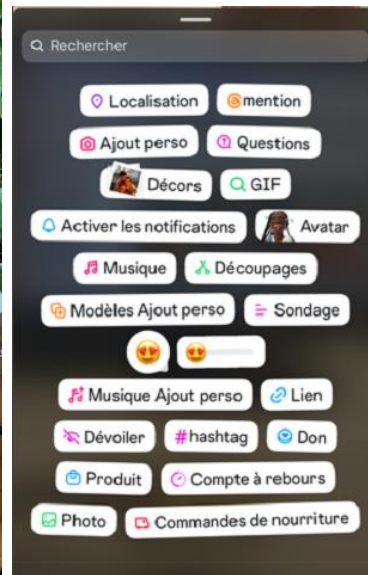 Rechercher
Localisation @mention
Ajout perso Questions
Décors GIF
Activer les notifications Avatar
Musique Découpages
Modèles Ajout perso Sondage
Musique Ajout perso Lien
Dévoiler #hashtag Don
Produit Compte à rebours
Photo Commandes de nourriture